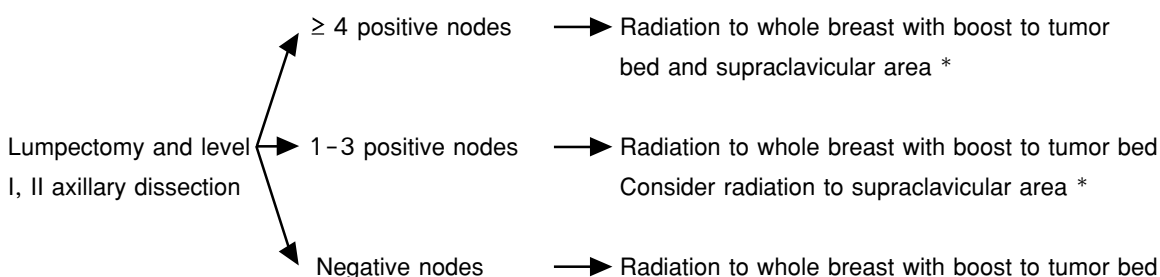 ≥ 4 positive nodes
Radiation to whole breast with boost to tumor
bed and supraclavicular area *
Lumpectomy and level
I, II axillary dissection
1–3 positive nodes
Radiation to whole breast with boost to tumor bed
Consider radiation to supraclavicular area *
Negative nodes
Radiation to whole breast with boost to tumor bed